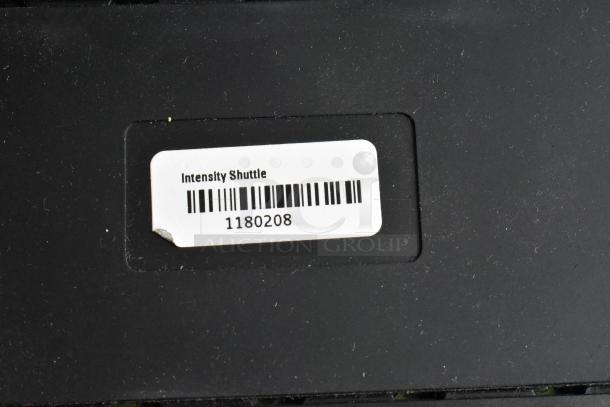 Intensity Shuttle
1180208
AUCTION GROUP